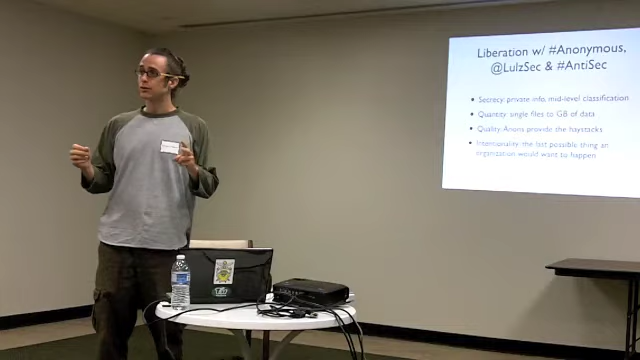 Liberation w/ #Anonymous,
@LulzSec & #AntiSec
• Secrecy: private info mid-level classification
• Quantity: single files to GB of data
• Quality: Anons provide the haystacks
• Intentionality: the last possible thing an
organization would want to happen